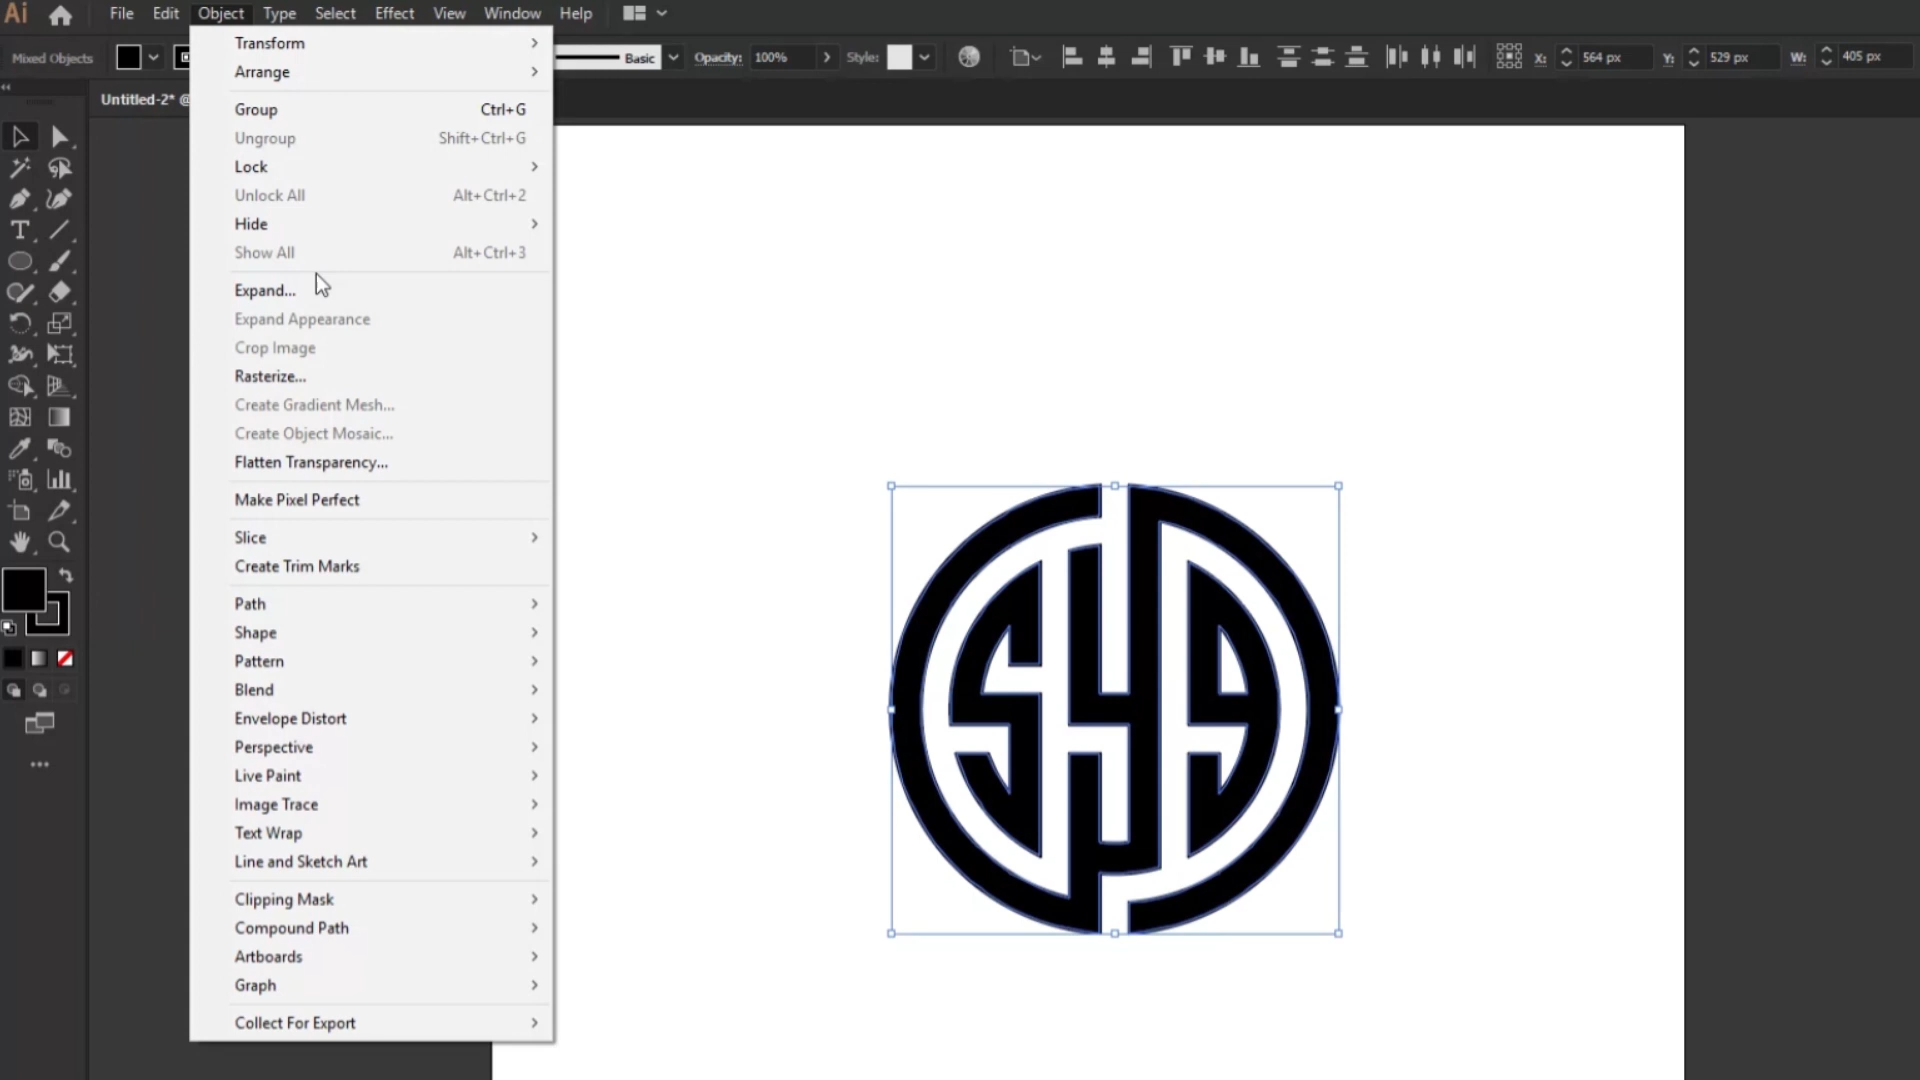 Ai File Edit Object Type Select Effect View Window Help
Mixed Objects Basic Opacity: 100% Style: X: 564 px Y: 529 px W: 405 px
Untitled-2* @
Transform
Arrange
Group Ctrl+G
Ungroup Shift+Ctrl+G
Lock
Unlock All Alt+Ctrl+2
Hide
Show All Alt+Ctrl+3
Expand...
Expand Appearance
Crop Image
Rasterize...
Create Gradient Mesh...
Create Object Mosaic...
Flatten Transparency...
Make Pixel Perfect
Slice
Create Trim Marks
Path
Shape
Pattern
Blend
Envelope Distort
Perspective
Live Paint
Image Trace
Text Wrap
Line and Sketch Art
Clipping Mask
Compound Path
Artboards
Graph
Collect For Export